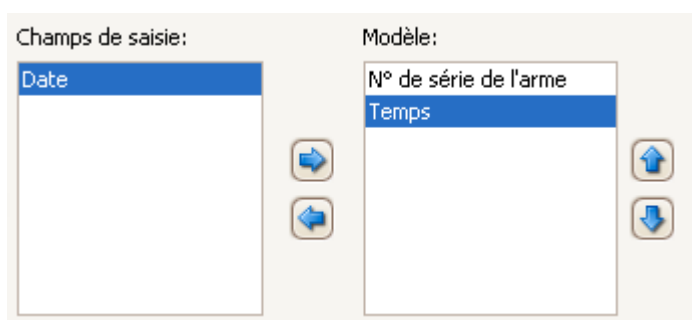 Champs de saisie:
Modèle:
Date
N° de série de l'arme
Temps